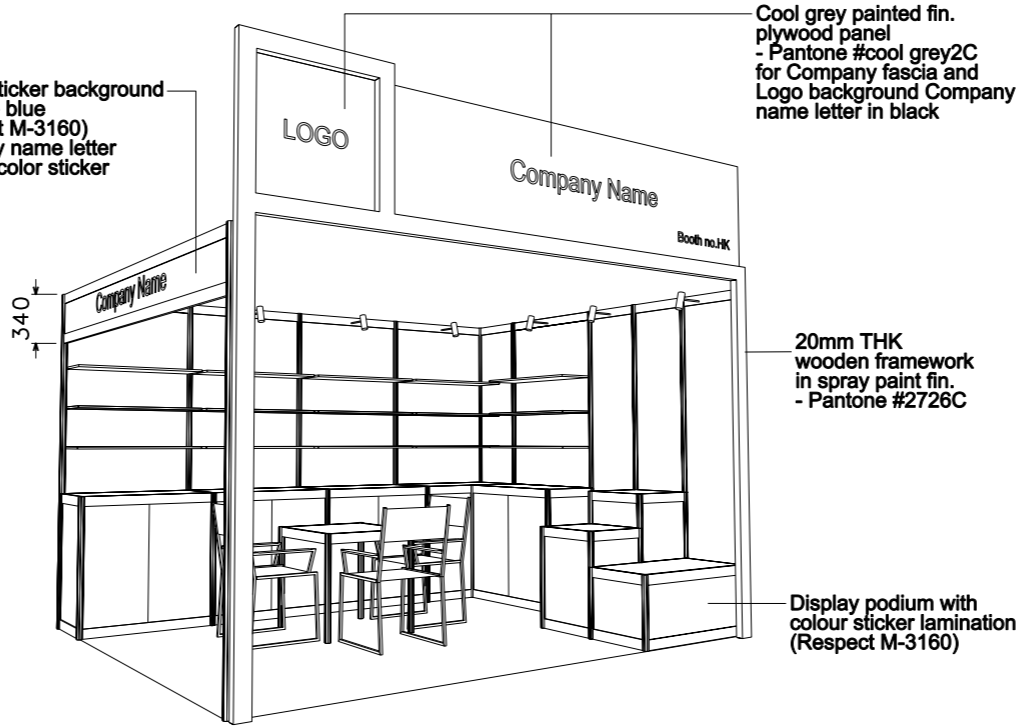 Cool grey painted fin.
plywood panel
- Pantone #cool grey2C
for Company fascia and
Logo background Company
name letter in black
ticker background
blue
M-3160)
name letter
color sticker
LOGO
Company Name
Booth no.HK
Company Name
340
20mm THK
wooden framework
in spray paint fin.
- Pantone #2726C
Display podium with
colour sticker lamination
(Respect M-3160)